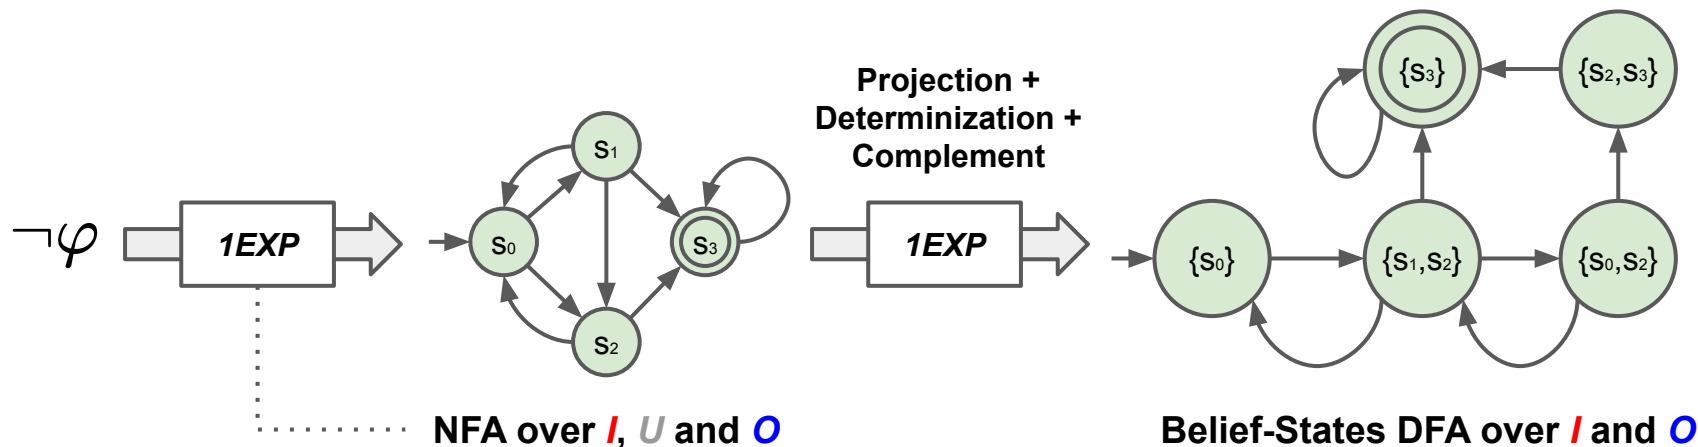 ¬φ
1EXP
s₀
s₁
s₂
s₃
NFA over I, U and O
Projection +
Determinization +
Complement
1EXP
{s₃}
{s₂,s₃}
{s₀}
{s₁,s₂}
{s₀,s₂}
Belief-States DFA over I and O